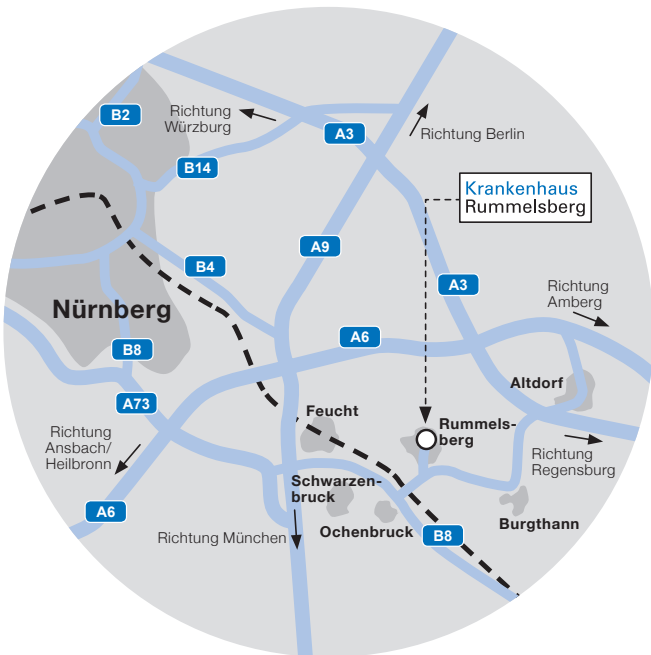 B2
Richtung
Würzburg
A3
Richtung Berlin
B14
Krankenhaus
Rummelsberg
A9
B4
A3
Richtung
Amberg
Nürnberg
A6
B8
Altdorf
A73
Feucht
Rummels-
berg
Richtung
Ansbach/
Heilbronn
Richtung
Regensburg
Schwarzen-
bruck
A6
Ochenbruck
Burgthann
Richtung München
B8